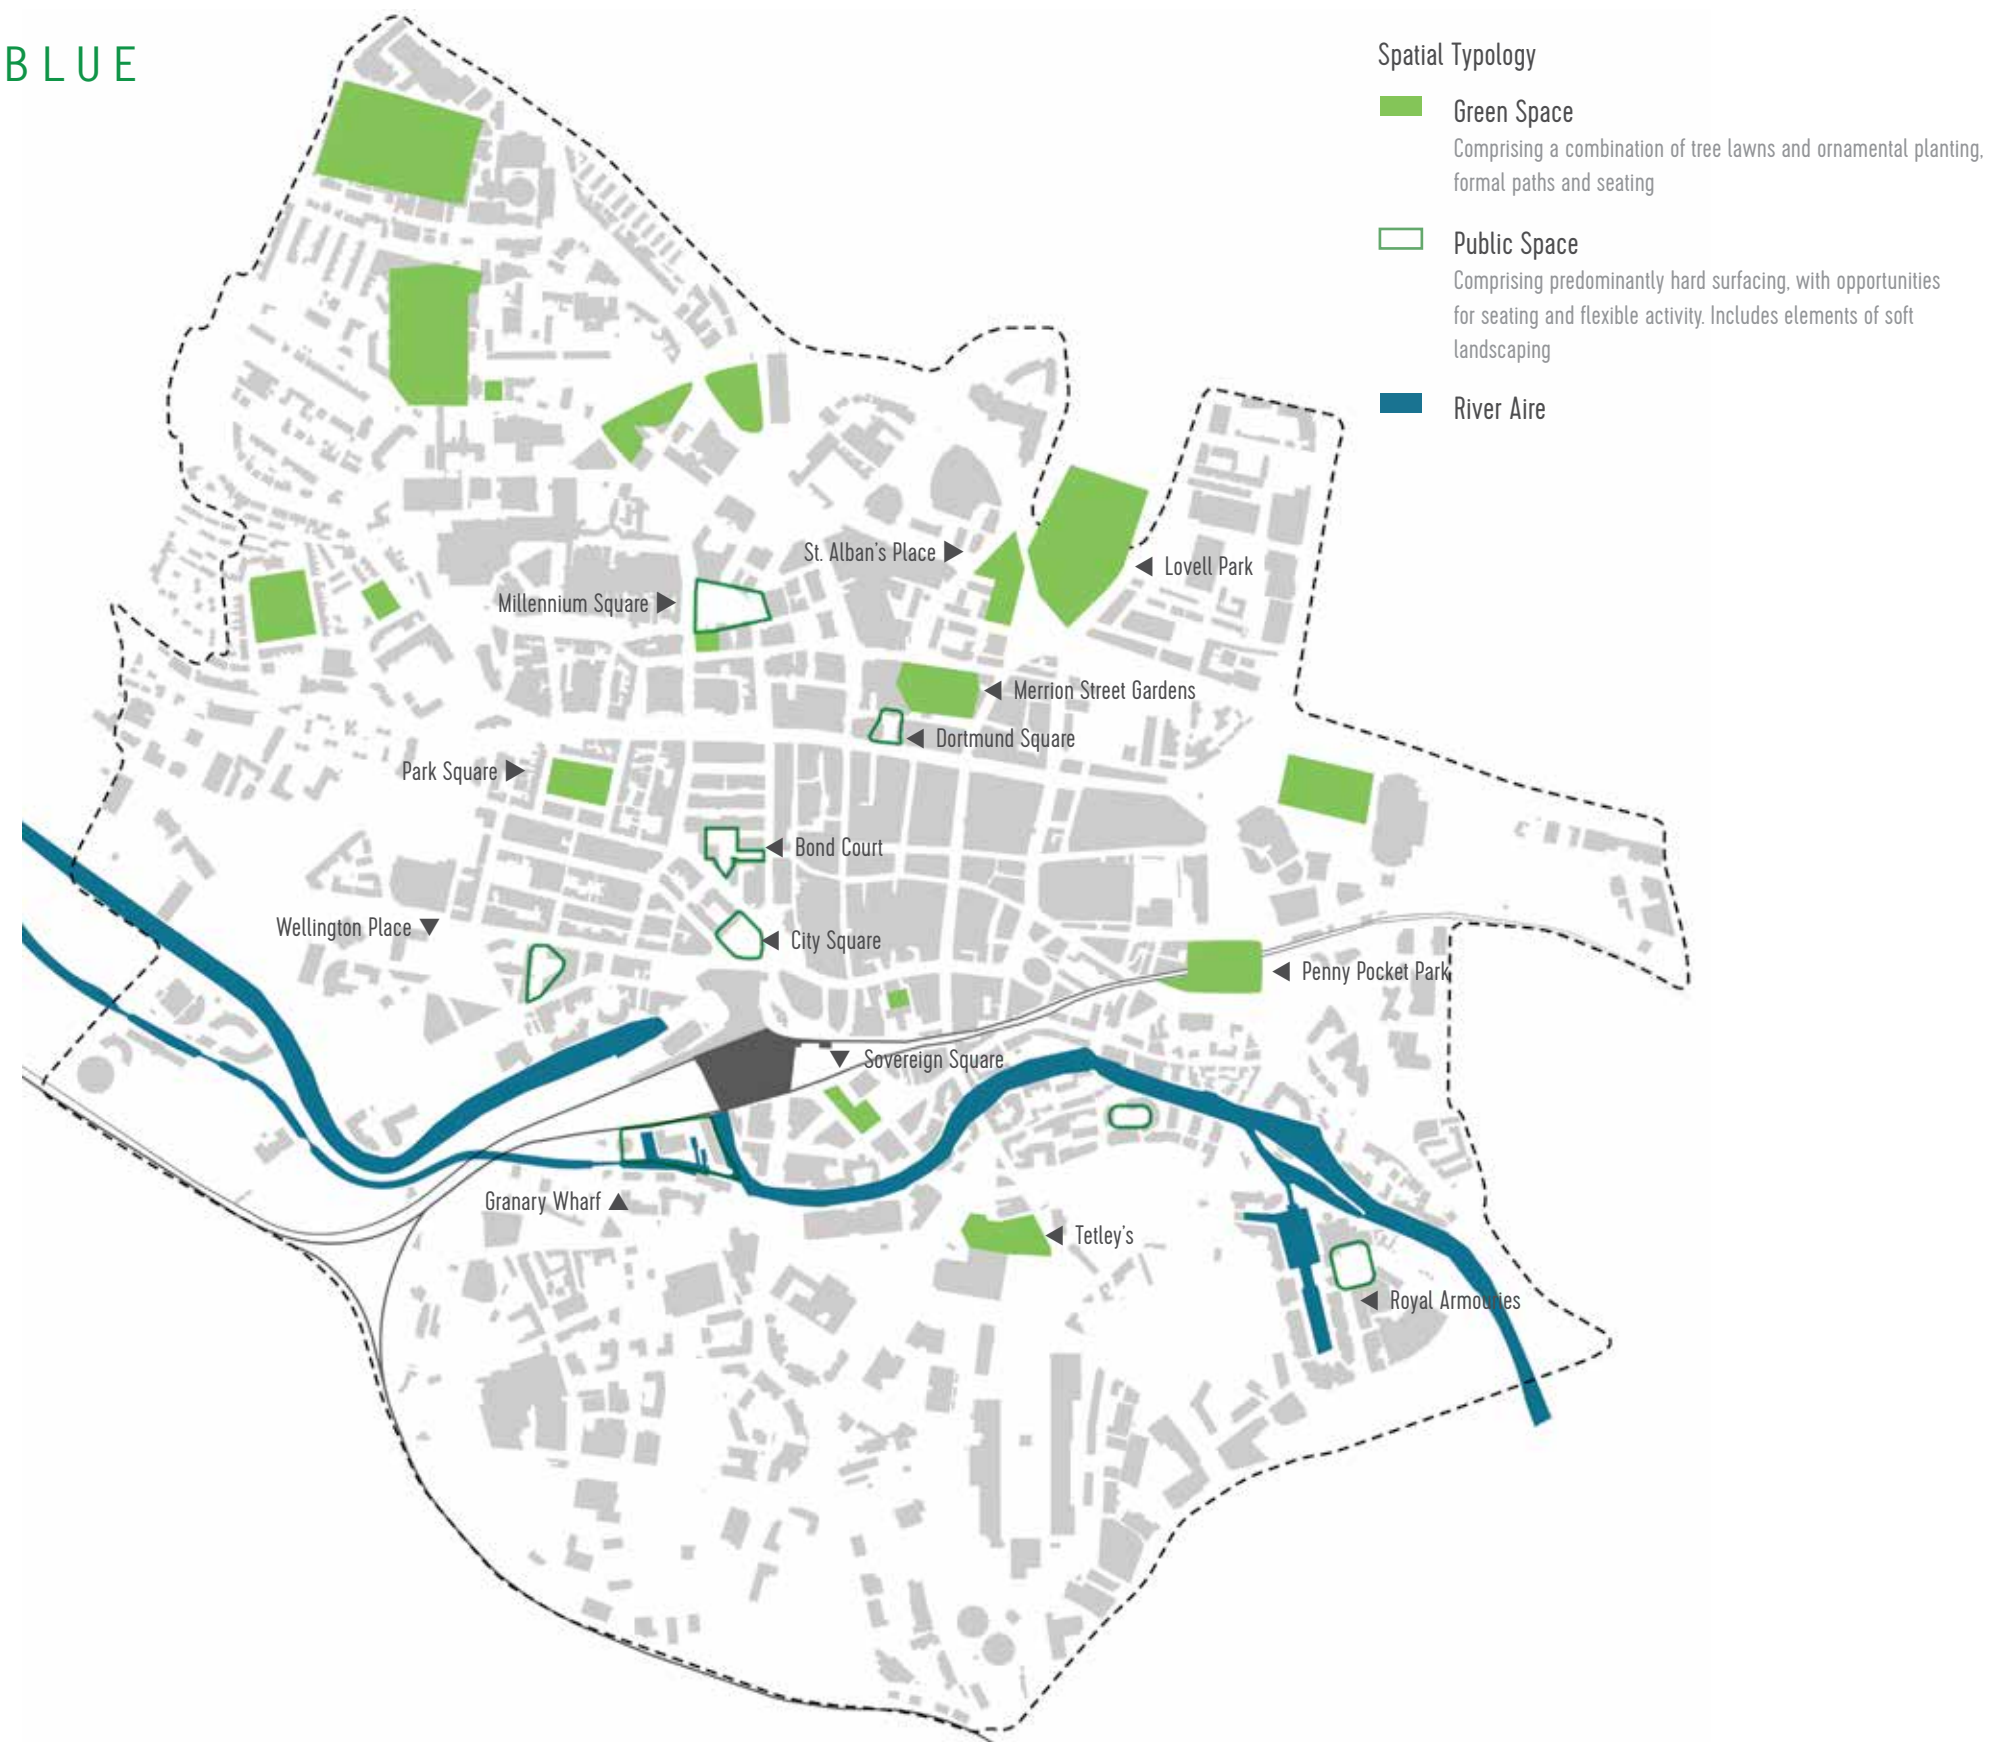 BLUE
Spatial Typology
Green Space
Comprising a combination of tree lawns and ornamental planting,
formal paths and seating
Public Space
Comprising predominantly hard surfacing, with opportunities
for seating and flexible activity. Includes elements of soft
landscaping
River Aire
St. Alban's Place
Lovell Park
Millennium Square
Merrion Street Gardens
Dortmund Square
Park Square
Bond Court
Wellington Place
City Square
Penny Pocket Park
Sovereign Square
Granary Wharf
Tetley's
Royal Armouries